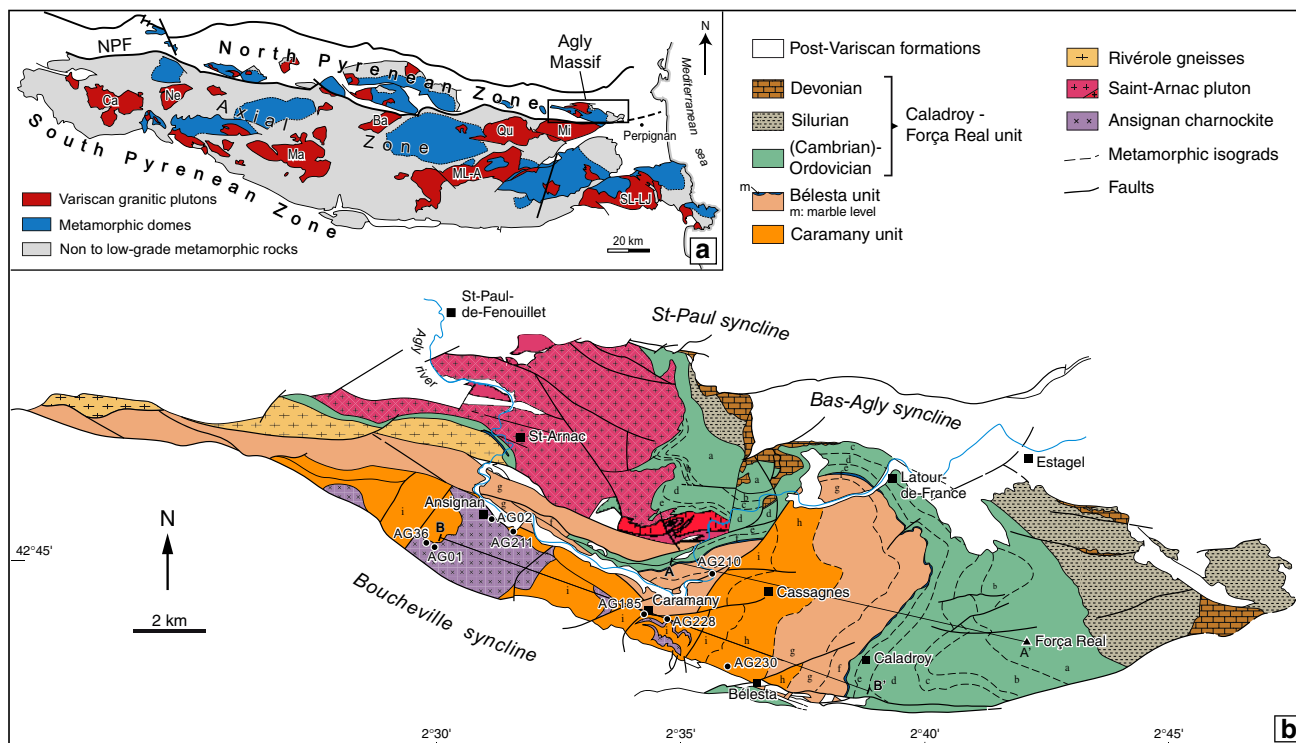 N
NPF
North Pyrenean Zone
Agly
Massif
Mediterranean sea
Perpignan
Axial Zone
South Pyrenean Zone
Ca
Ne
Ba
Ma
Qu
Mi
ML-A
SL-LJ
Variscan granitic plutons
Metamorphic domes
Non to low-grade metamorphic rocks
20 km
a
Post-Variscan formations
Devonian
Silurian
(Cambrian)-
Ordovician
Caladroy -
Força Real unit
m
Bélesta unit
m: marble level
Caramany unit
Rivérole gneisses
Saint-Arnac pluton
Ansignan charnockite
Metamorphic isograds
Faults
St-Paul-
de-Fenouillet
Agly river
St-Paul syncline
Bas-Agly syncline
Boucheville syncline
St-Arnac
Estagel
Latour-
de-France
Ansignan
AG02
AG211
AG36
AG01
B
AG210
A
Cassagnes
AG185
Caramany
AG228
AG230
Bélesta
Caladroy
B'
Força Real
A'
a
a
b
d
d
d
d
c
d
e
g
g
f
i
i
i
i
i
h
h
h
g
g
f
e
d
c
b
b
a
N
2 km
42°45'
2°30'
2°35'
2°40'
2°45'
b